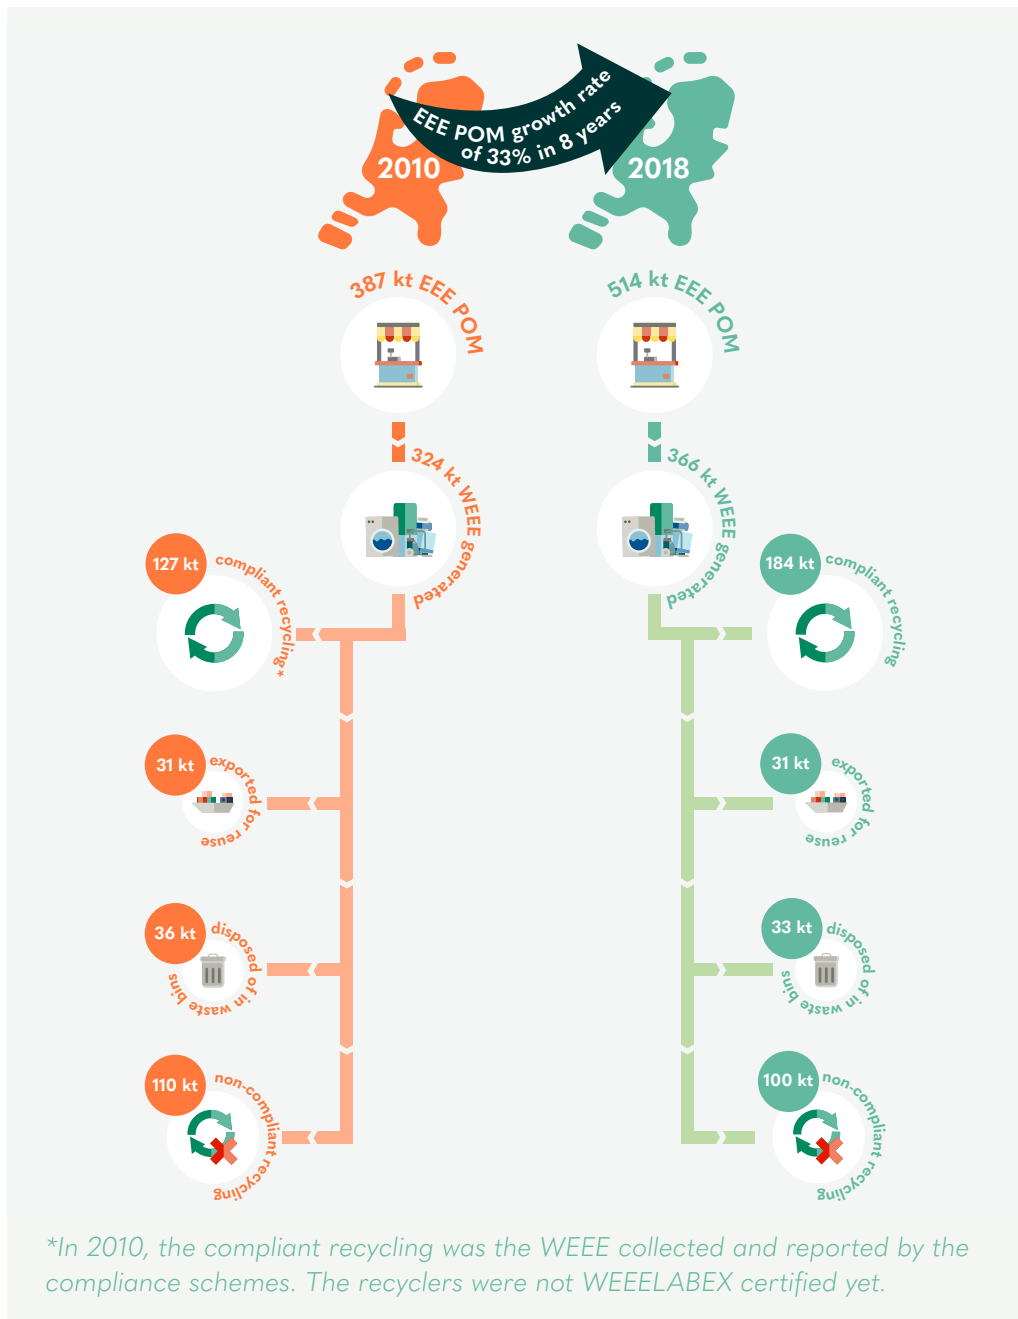 EEE POM growth rate
of 33% in 8 years
2010
2018
387 kt EEE POM
514 kt EEE POM
324 kt WEEE generated
366 kt WEEE generated
127 kt
compliant recycling*
184 kt
compliant recycling
31 kt
exported for reuse
31 kt
exported for reuse
36 kt
disposed of in waste bins
33 kt
disposed of in waste bins
110 kt
non-compliant recycling
100 kt
non-compliant recycling
*In 2010, the compliant recycling was the WEEE collected and reported by the
compliance schemes. The recyclers were not WEEELABEX certified yet.